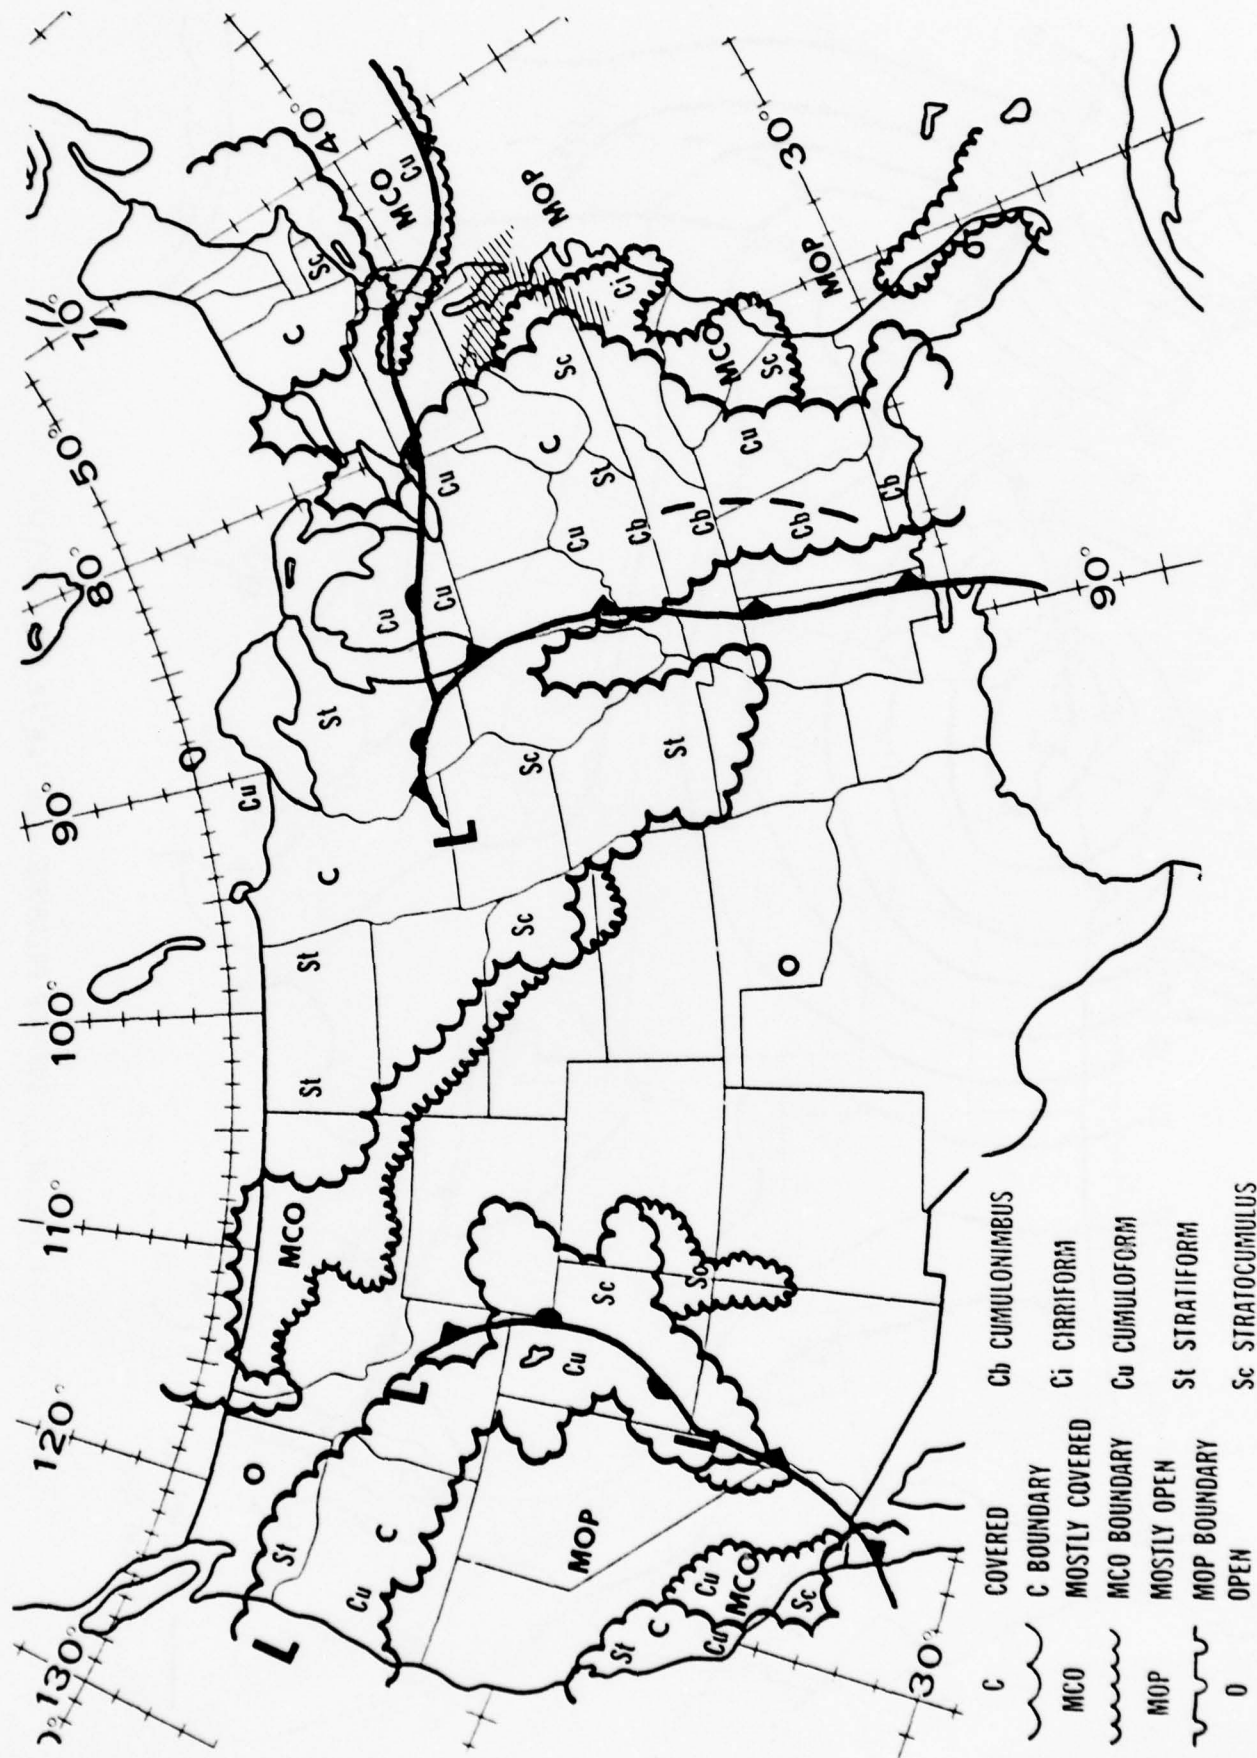 130°
120°
110°
100°
90°
80°
70°
50°
40°
L
Cu
O
St
MCO
St
St
C
Sc
C
St
Cu
C
Cu
MCO
Cu
L
Cu
Cu
L
Sc
Sc
C
Sc
MOP
Cu
Cu
MOP
Sc
St
St
Cb
Ci
C
St
L
Sc
Cb
Cu
Cu
MCO
MCO
Cu
Sc
O
30°
Sc
Cb
MOP
Cb
30°
90°
C COVERED
C BOUNDARY
MCO MOSTLY COVERED
MCO BOUNDARY
MOP MOSTLY OPEN
MOP BOUNDARY
O OPEN
Cb CUMULONIMBUS
Ci CIRRIFORM
Cu CUMULOFORM
St STRATIFORM
Sc STRATOCUMULUS